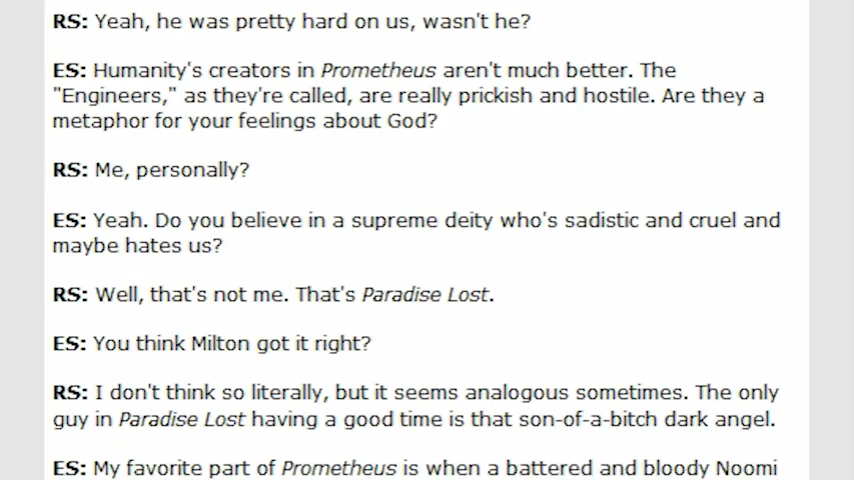 RS: Yeah, he was pretty hard on us, wasn't he?
ES: Humanity's creators in Prometheus aren't much better. The
"Engineers," as they're called, are really prickish and hostile. Are they a
metaphor for your feelings about God?
RS: Me, personally?
ES: Yeah. Do you believe in a supreme deity who's sadistic and cruel and
maybe hates us?
RS: Well, that's not me. That's Paradise Lost.
ES: You think Milton got it right?
RS: I don't think so literally, but it seems analogous sometimes. The only
guy in Paradise Lost having a good time is that son-of-a-bitch dark angel.
ES: My favorite part of Prometheus is when a battered and bloody Noomi